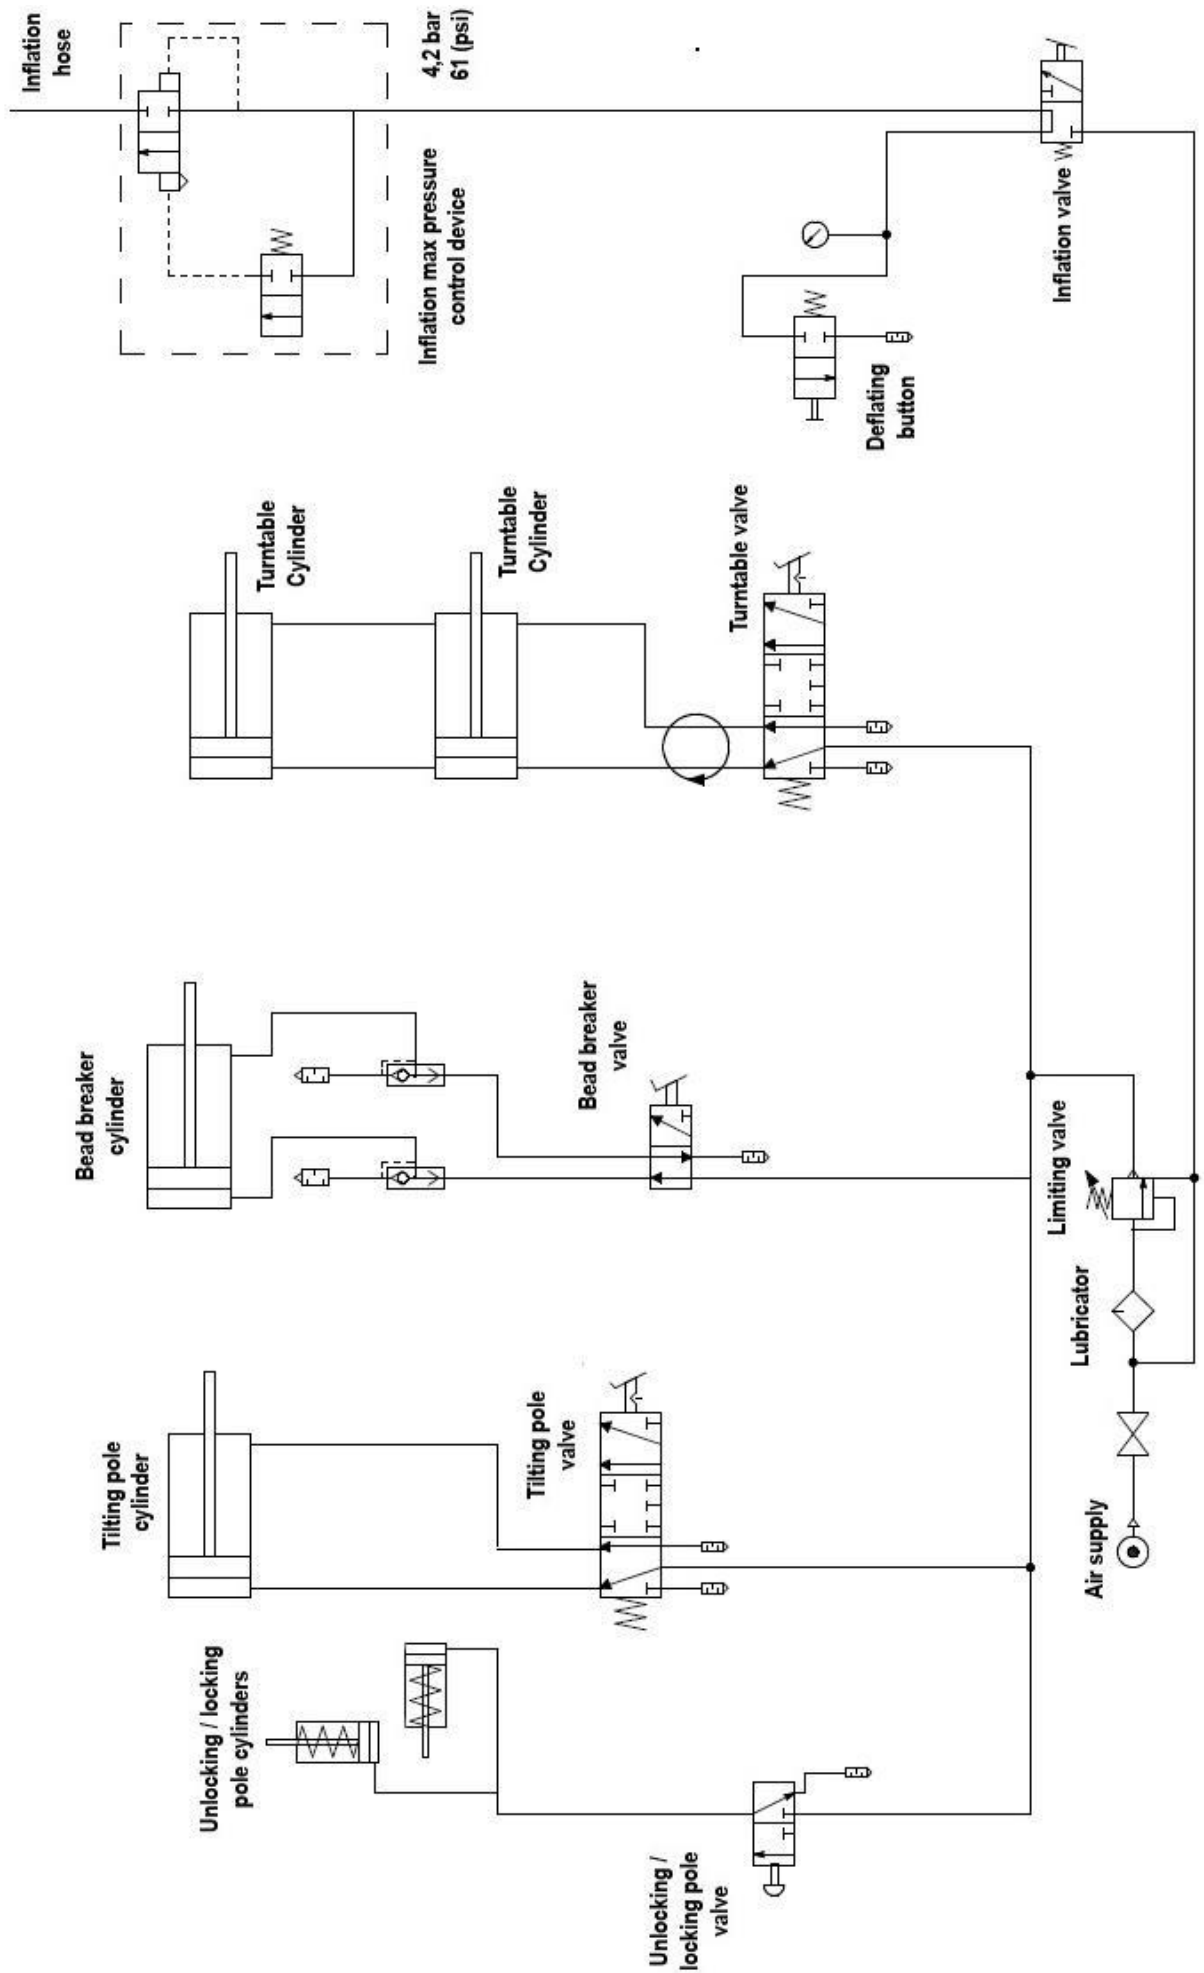 Unlocking / locking
pole cylinders
Tilting pole
cylinder
Bead breaker
cylinder
Turntable
Cylinder
Turntable
Cylinder
Inflation
hose
4,2 bar
61 (psi)
Inflation max pressure
control device
Unlocking /
locking pole
valve
Tilting pole
valve
Bead breaker
valve
Turntable valve
Deflating
button
Inflation valve
Air supply
Lubricator
Limiting valve